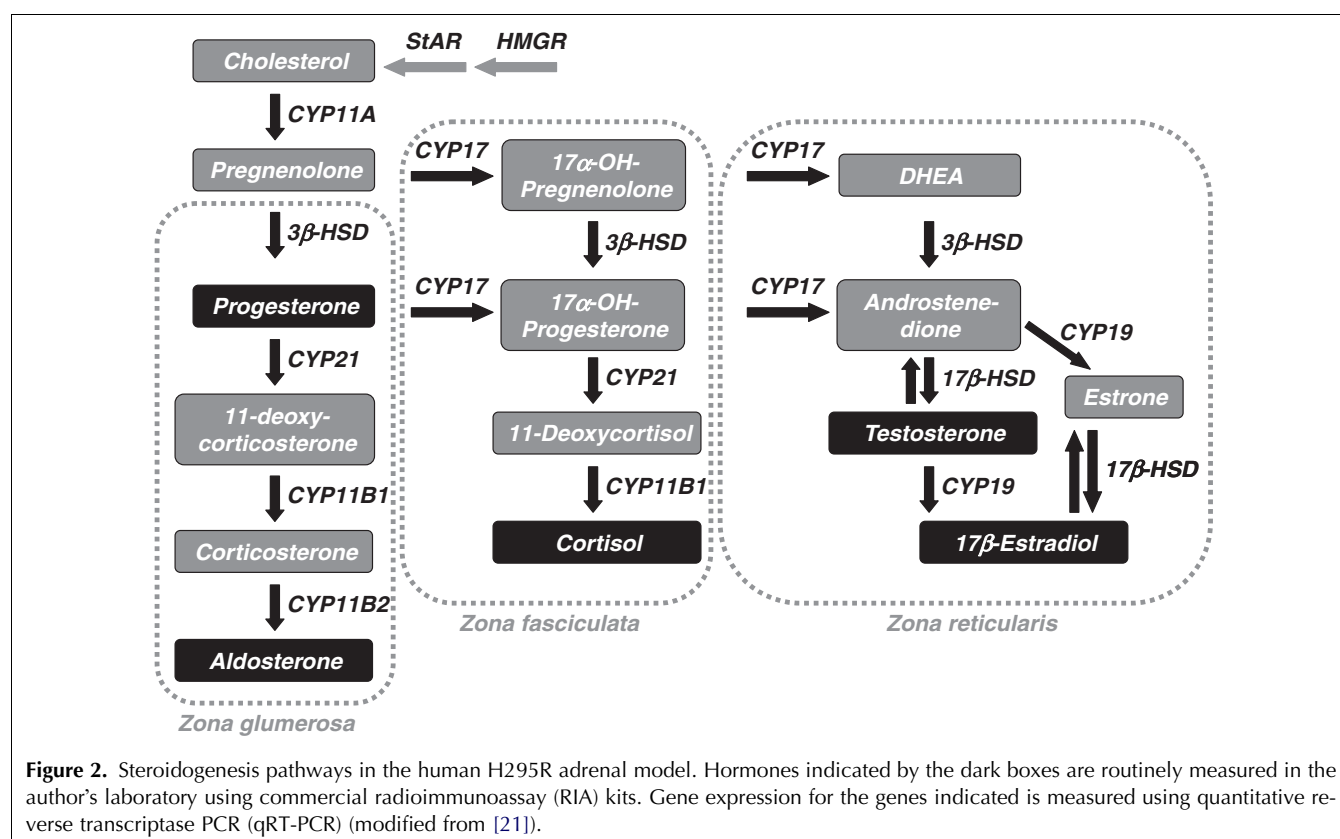 StAR HMGR
Cholesterol
CYP11A
Pregnenolone
3β-HSD
Progesterone
CYP21
11-deoxy-
corticosterone
CYP11B1
Corticosterone
CYP11B2
Aldosterone
Zona glumerosa
CYP17
17α-OH-
Pregnenolone
3β-HSD
CYP17
17α-OH-
Progesterone
CYP21
11-Deoxycortisol
CYP11B1
Cortisol
Zona fasciculata
CYP17
DHEA
3β-HSD
CYP17
Androstene-
dione
CYP19
17β-HSD
Estrone
Testosterone
17β-HSD
CYP19
17β-Estradiol
Zona reticularis
Figure 2. Steroidogenesis pathways in the human H295R adrenal model. Hormones indicated by the dark boxes are routinely measured in the
author's laboratory using commercial radioimmunoassay (RIA) kits. Gene expression for the genes indicated is measured using quantitative re-
verse transcriptase PCR (qRT-PCR) (modified from [21]).